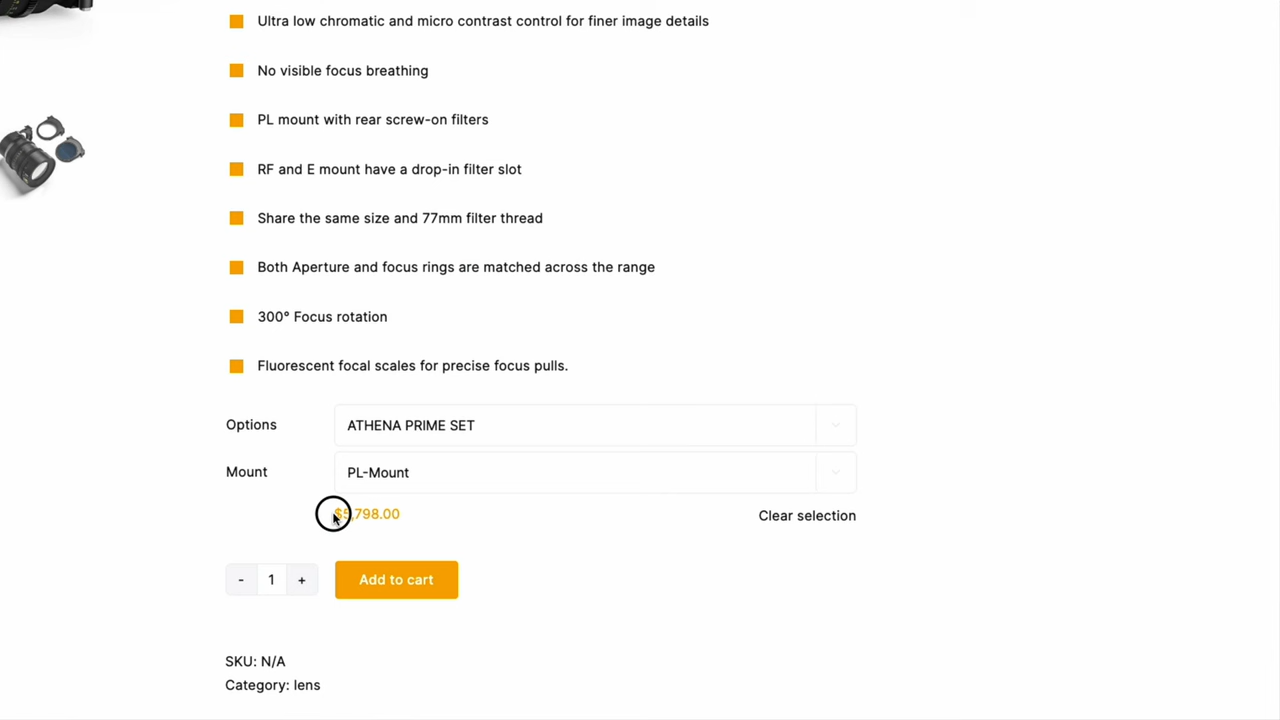 Ultra low chromatic and micro contrast control for finer image details
No visible focus breathing
PL mount with rear screw-on filters
RF and E mount have a drop-in filter slot
Share the same size and 77mm filter thread
Both Aperture and focus rings are matched across the range
300° Focus rotation
Fluorescent focal scales for precise focus pulls.
Options ATHENA PRIME SET
Mount PL-Mount
$5,798.00 Clear selection
- 1 + Add to cart
SKU: N/A
Category: lens